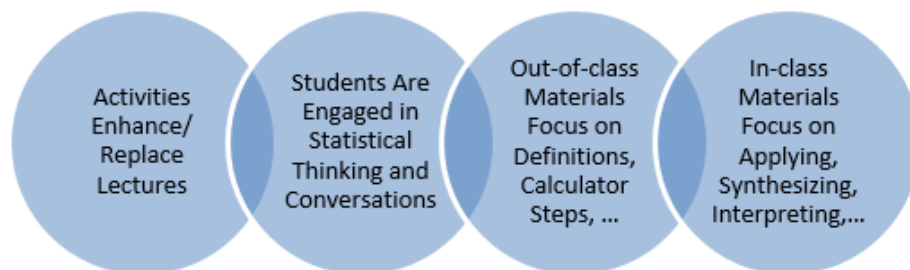 Activities
Enhance/
Replace
Lectures
Students Are
Engaged in
Statistical
Thinking and
Conversations
Out-of-class
Materials
Focus on
Definitions,
Calculator
Steps, ...
In-class
Materials
Focus on
Applying,
Synthesizing,
Interpreting,...